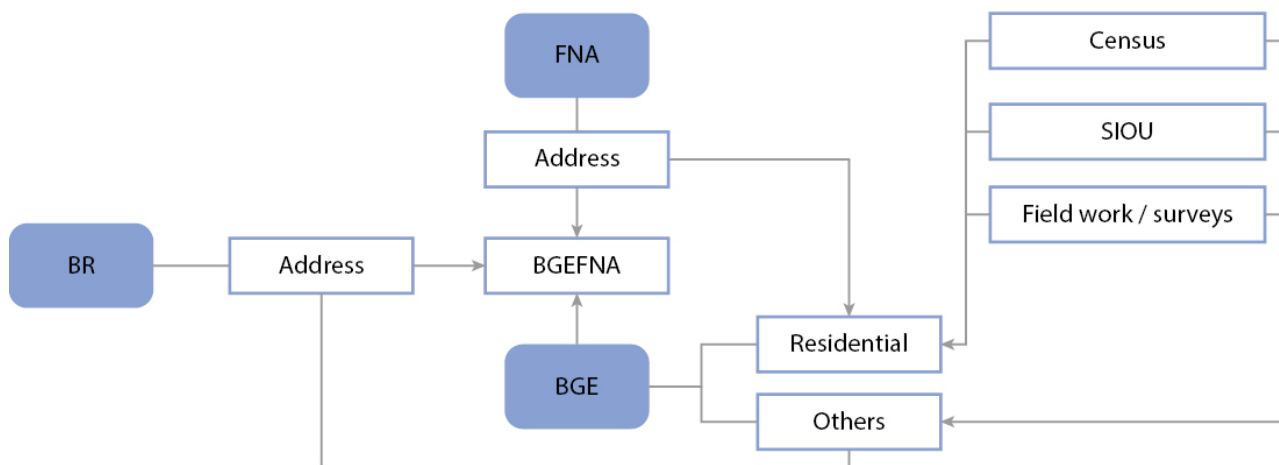 FNA
Census
Address
SIOU
Field work / surveys
BR
Address
BGEFNA
Residential
BGE
Others